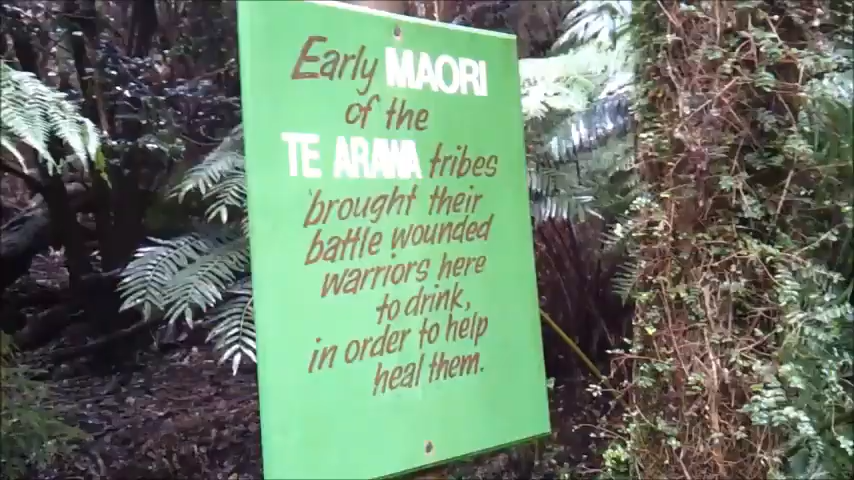 Early MAORI
of the
TE ARAWA tribes
brought their
battle wounded
warriors here
to drink,
in order to help
heal them.